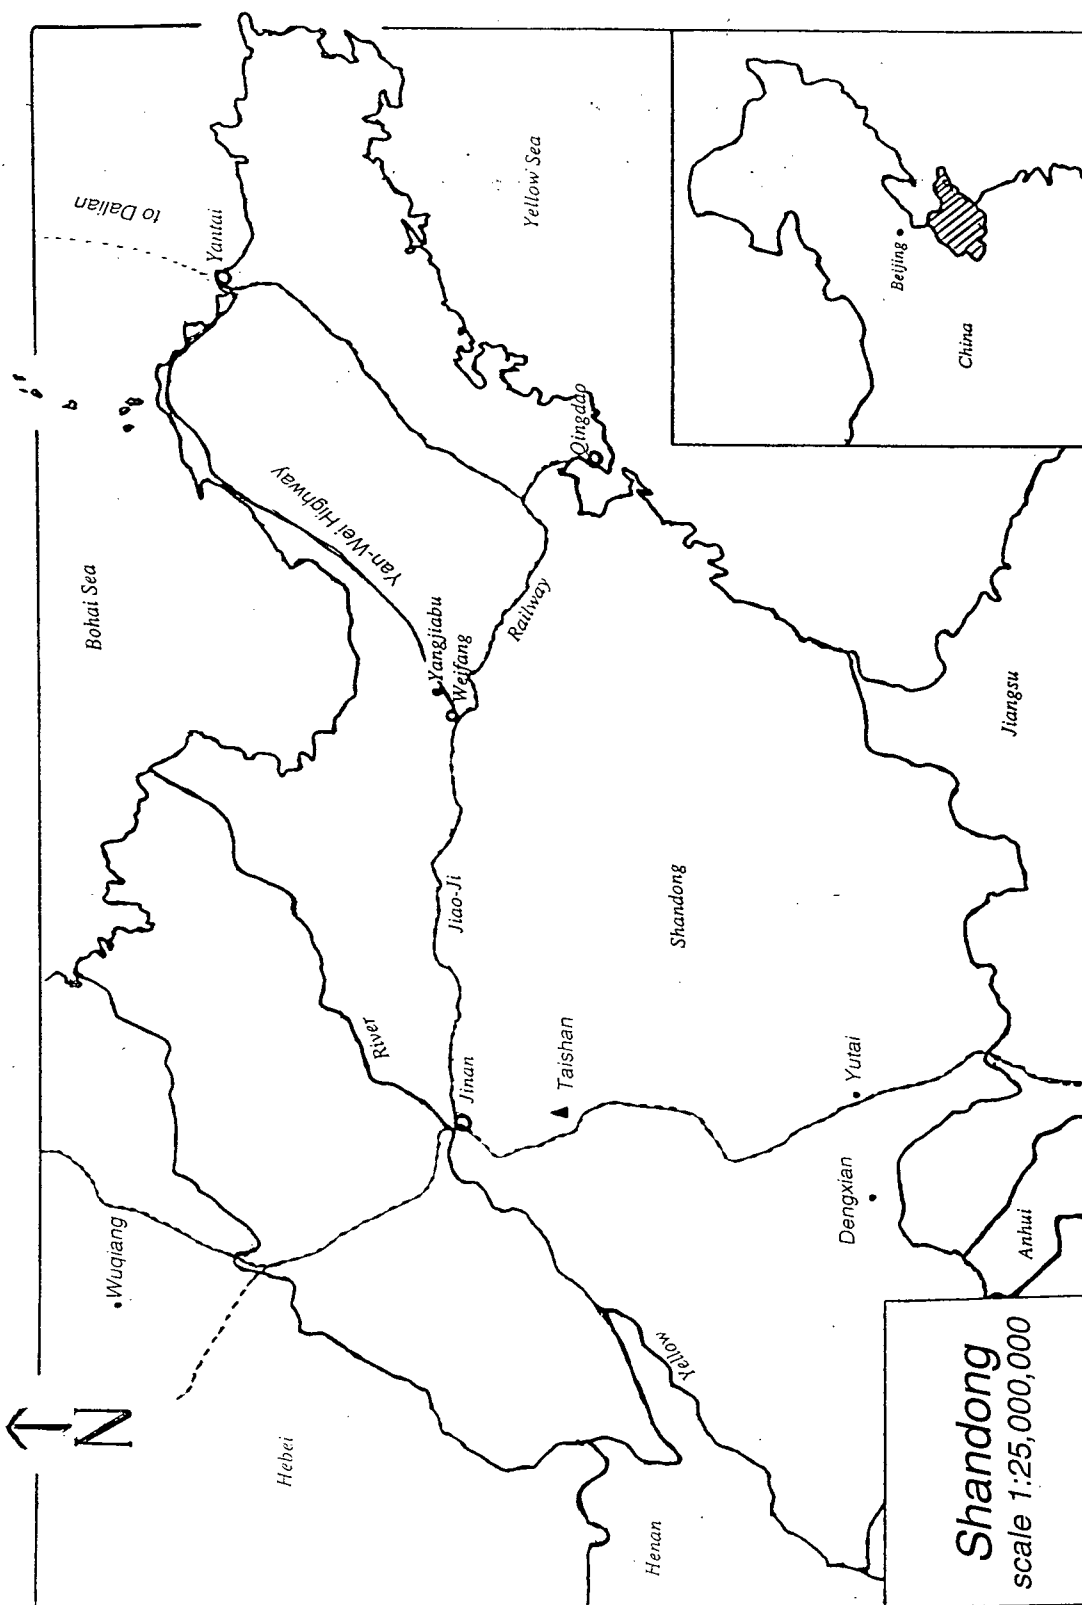 N
to Dalian
Yantai
Bohai Sea
Yan-Wei Highway
Yellow Sea
Qingdao
Yangjiabu
Weifang
Railway
Jiao-Ji
River
Jinan
Wuqiang
Taishan
Shandong
Hebei
Yellow
Yutai
Dengxian
Henan
Anhui
Jiangsu
Beijing
China
Shandong
scale 1:25,000,000